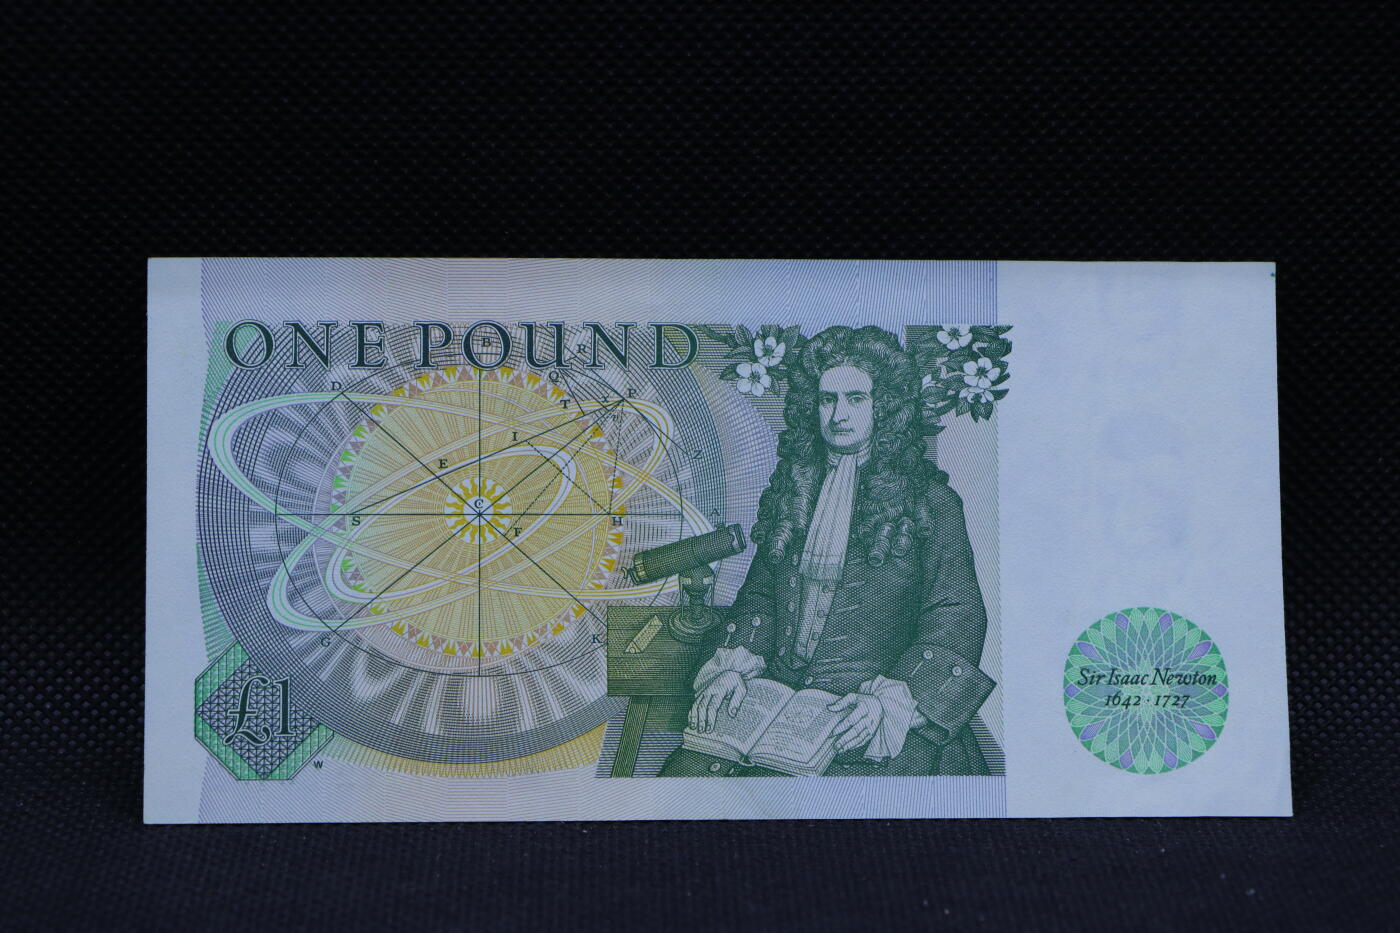 ONE POUND
B
R
D
Q
P
T
x
v
I
Z
E
C
S
H
A
F
G
K
£1
W
Sir Isaac Newton
1642 · 1727